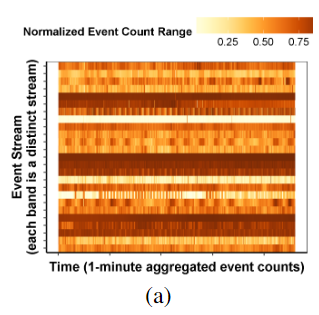 Normalized Event Count Range
0.25 0.50 0.75
Event Stream
(each band is a distinct stream)
Time (1-minute aggregated event counts)
(a)